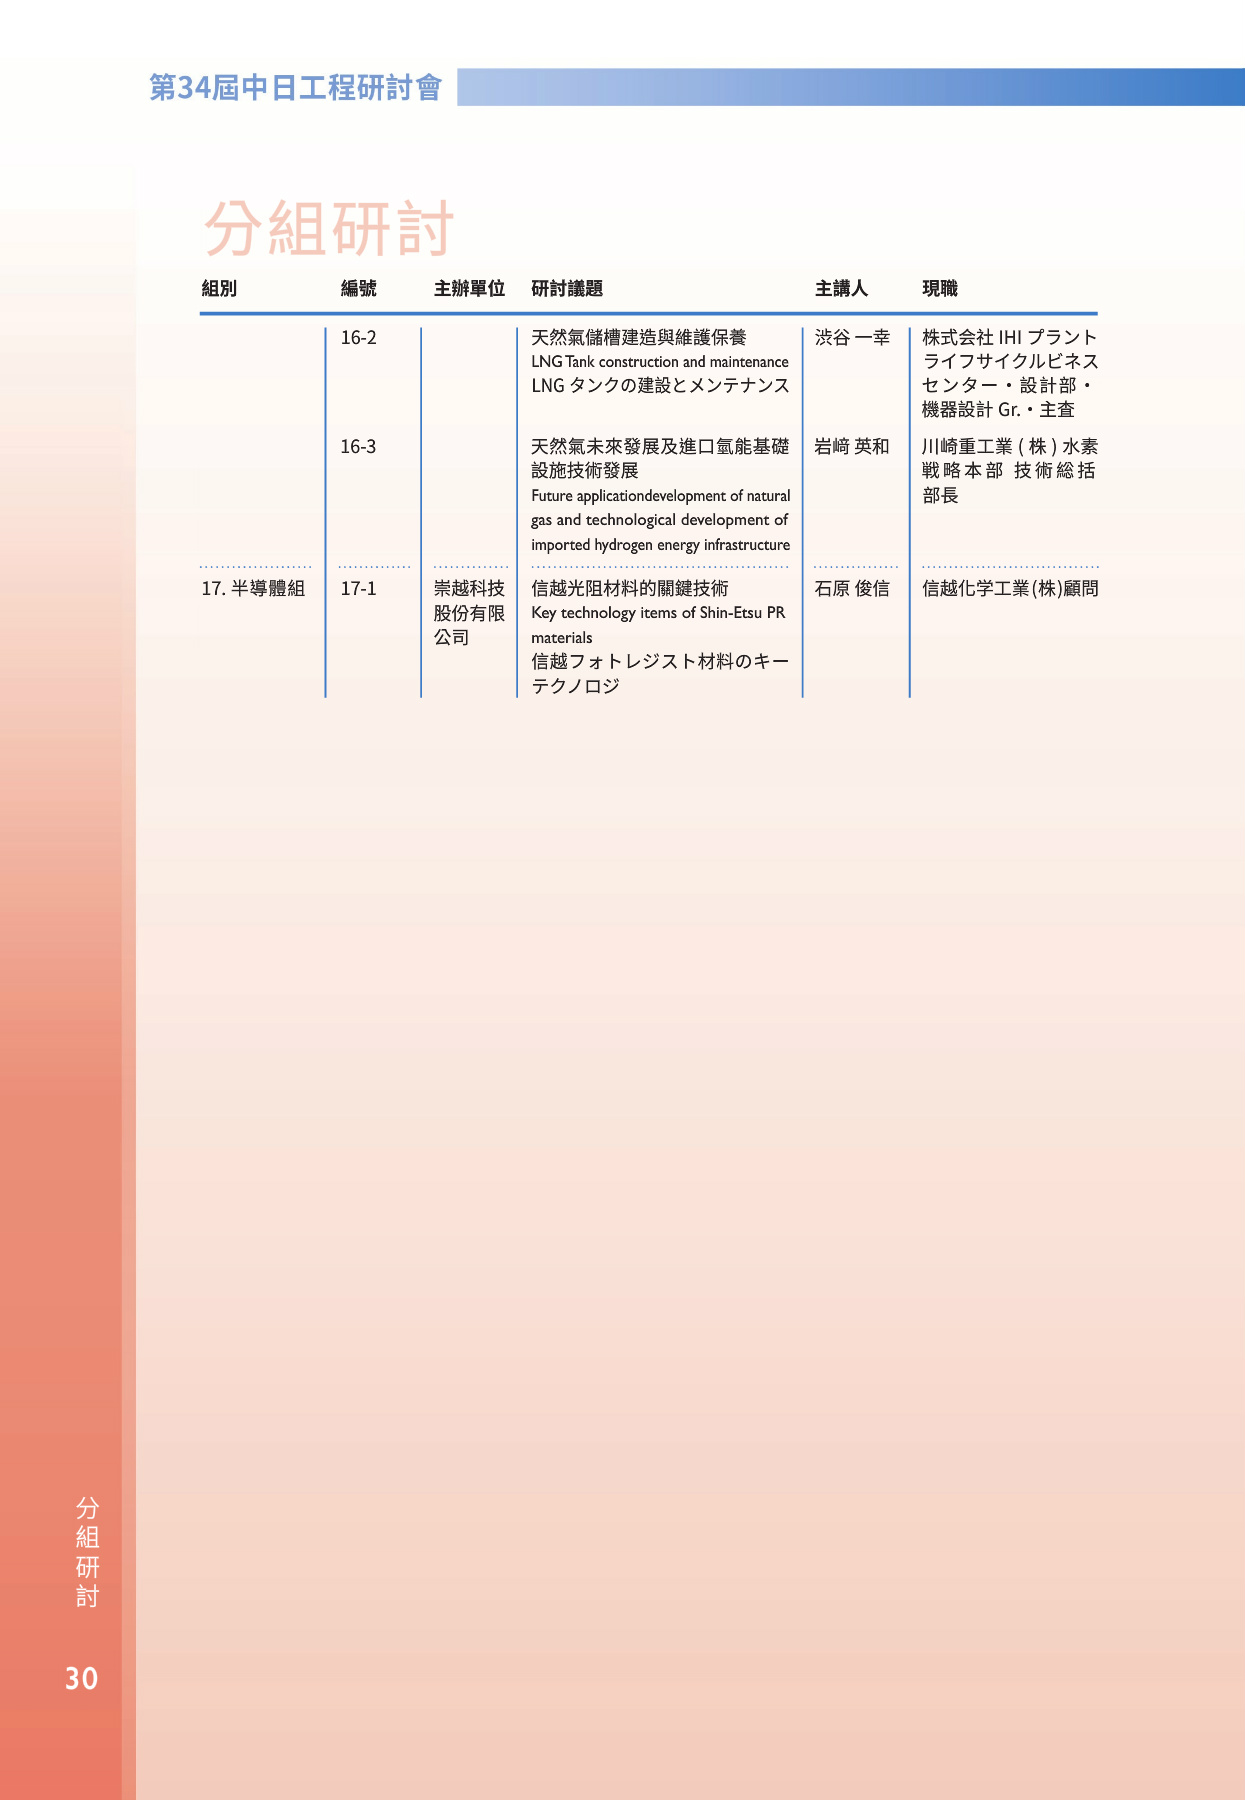 第34屆中日工程研討會
分組研討
組別 編號 主辦單位 研討議題 主講人 現職
16-2
天然氣儲槽建造與維護保養
LNG Tank construction and maintenance
LNG タンクの建設とメンテナンス
渋谷 一幸
株式会社 IHI プラント
ライフサイクルビネス
センター・設計部・
機器設計 Gr.・主査
16-3
天然氣未來發展及進口氫能基礎
設施技術發展
Future applicationdevelopment of natural
gas and technological development of
imported hydrogen energy infrastructure
岩﨑 英和
川崎重工業 ( 株 ) 水素
戦略本部 技術総括
部長
17. 半導體組
17-1
崇越科技
股份有限
公司
信越光阻材料的關鍵技術
Key technology items of Shin-Etsu PR
materials
信越フォトレジスト材料のキー
テクノロジ
石原 俊信
信越化学工業(株)顧問
分
組
研
討
30